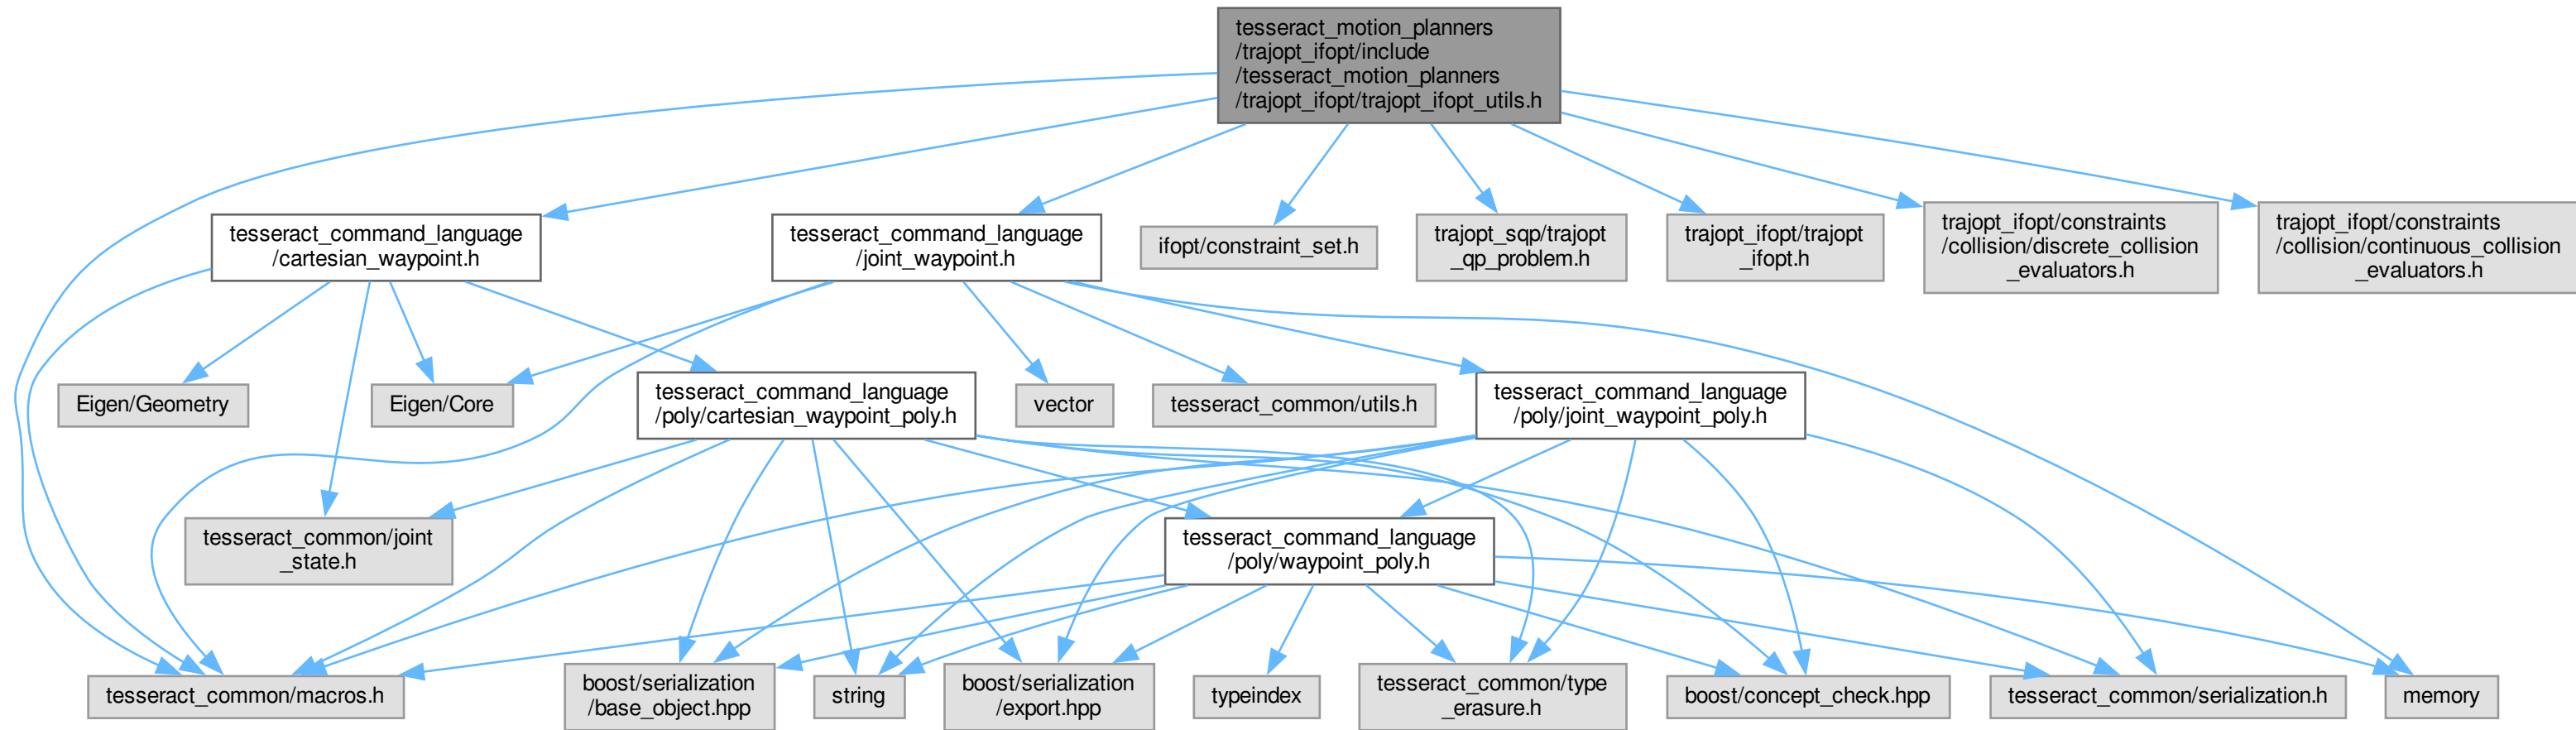 tesseract_motion_planners
/trajopt_ifopt/include
/tesseract_motion_planners
/trajopt_ifopt/trajopt_ifopt_utils.h
tesseract_command_language
/cartesian_waypoint.h
tesseract_command_language
/joint_waypoint.h
ifopt/constraint_set.h
trajopt_sqp/trajopt
_qp_problem.h
trajopt_ifopt/trajopt
_ifopt.h
trajopt_ifopt/constraints
/collision/discrete_collision
_evaluators.h
trajopt_ifopt/constraints
/collision/continuous_collision
_evaluators.h
Eigen/Geometry
Eigen/Core
tesseract_command_language
/poly/cartesian_waypoint_poly.h
vector
tesseract_common/utils.h
tesseract_command_language
/poly/joint_waypoint_poly.h
tesseract_common/joint
_state.h
tesseract_command_language
/poly/waypoint_poly.h
tesseract_common/macros.h
boost/serialization
/base_object.hpp
string
boost/serialization
/export.hpp
typeindex
tesseract_common/type
_erasure.h
boost/concept_check.hpp
tesseract_common/serialization.h
memory